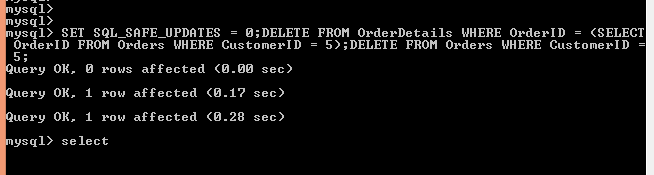 mysql>
mysql>
mysql> SET SQL_SAFE_UPDATES = 0;DELETE FROM OrderDetails WHERE OrderID = (SELECT
OrderID FROM Orders WHERE CustomerID = 5);DELETE FROM Orders WHERE CustomerID =
5;
Query OK, 0 rows affected (0.00 sec)
Query OK, 1 row affected (0.17 sec)
Query OK, 1 row affected (0.28 sec)
mysql> select